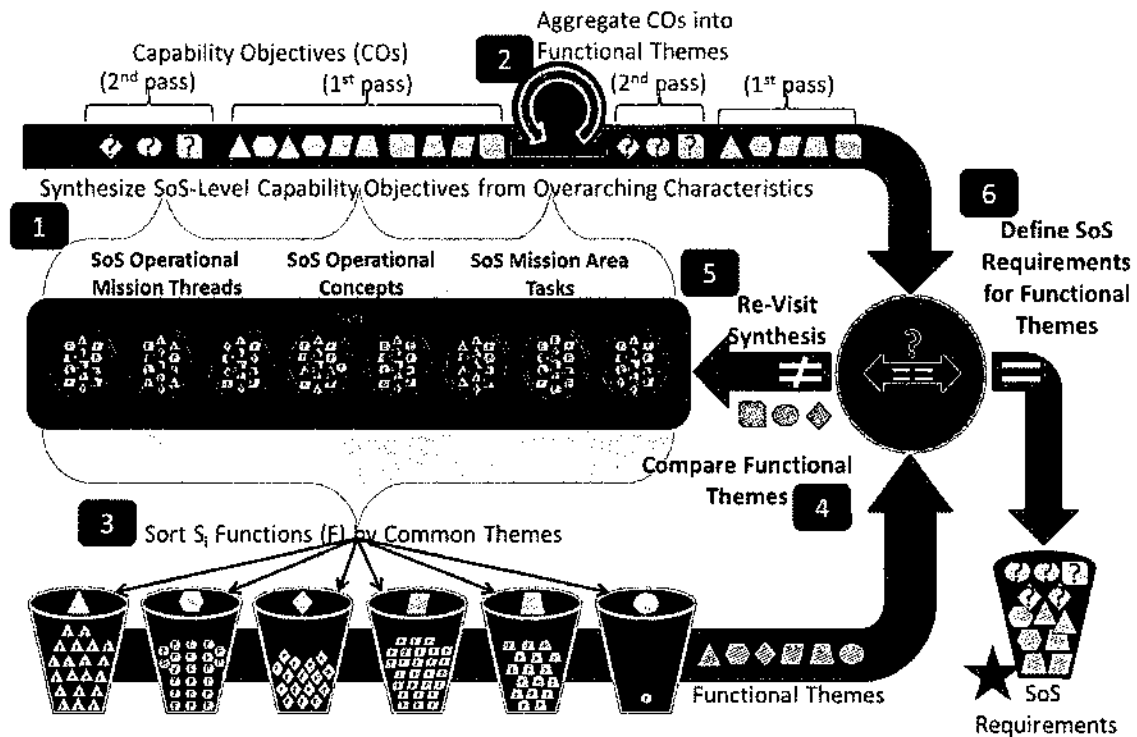 Capability Objectives (COs)
(2nd pass)
(1st pass)
2
Aggregate COs into
Functional Themes
(2nd pass)
(1st pass)
? ? ?
? ? ?
Synthesize SoS-Level Capability Objectives from Overarching Characteristics
1
SoS Operational
Mission Threads
SoS Operational
Concepts
SoS Mission Area
Tasks
5
Re-Visit
Synthesis
≠
?
==
=
6
Define SoS
Requirements
for Functional
Themes
Compare Functional
Themes
4
3
Sort Si Functions (F) by Common Themes
Functional Themes
? ? ?
? ?
SoS
Requirements